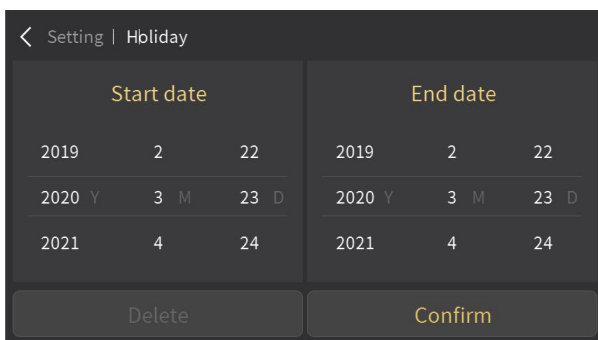 Setting | Holiday
Start date
2019 2 22
2020 Y 3 M 23 D
2021 4 24
End date
2019 2 22
2020 Y 3 M 23 D
2021 4 24
Delete
Confirm